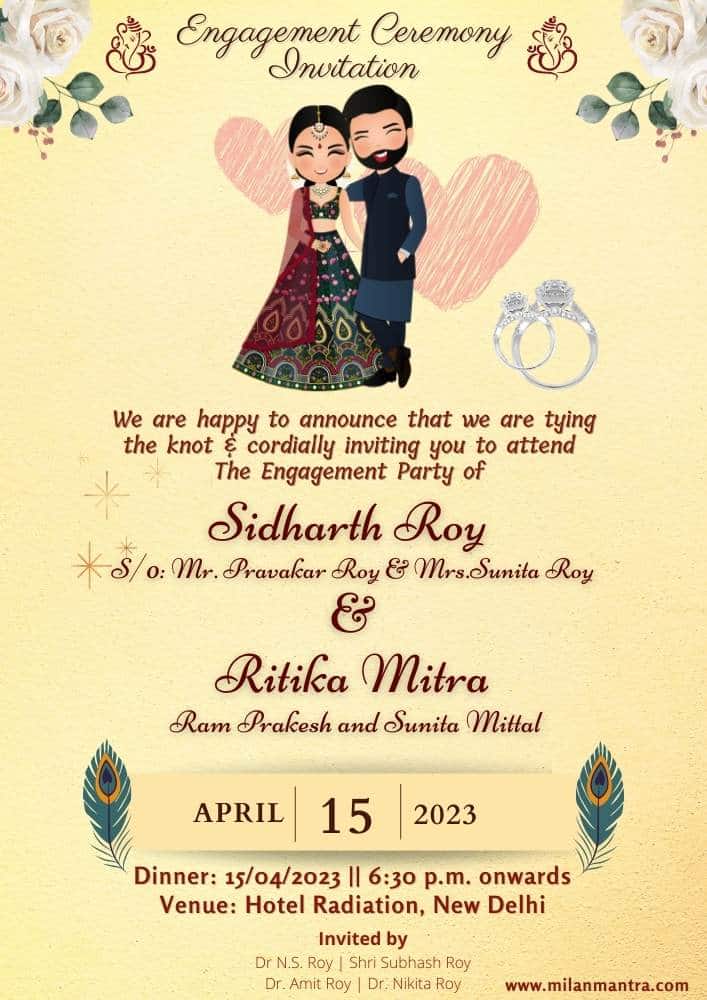 Engagement Ceremony
Invitation
We are happy to announce that we are tying
the knot & cordially inviting you to attend
The Engagement Party of
Sidharth Roy
S/o: Mr. Pravakar Roy & Mrs.Sunita Roy
&
Ritika Mitra
Ram Prakesh and Sunita Mittal
APRIL 15 2023
Dinner: 15/04/2023 || 6:30 p.m. onwards
Venue: Hotel Radiation, New Delhi
Invited by
Dr N.S. Roy | Shri Subhash Roy
Dr. Amit Roy | Dr. Nikita Roy
www.milanmantra.com